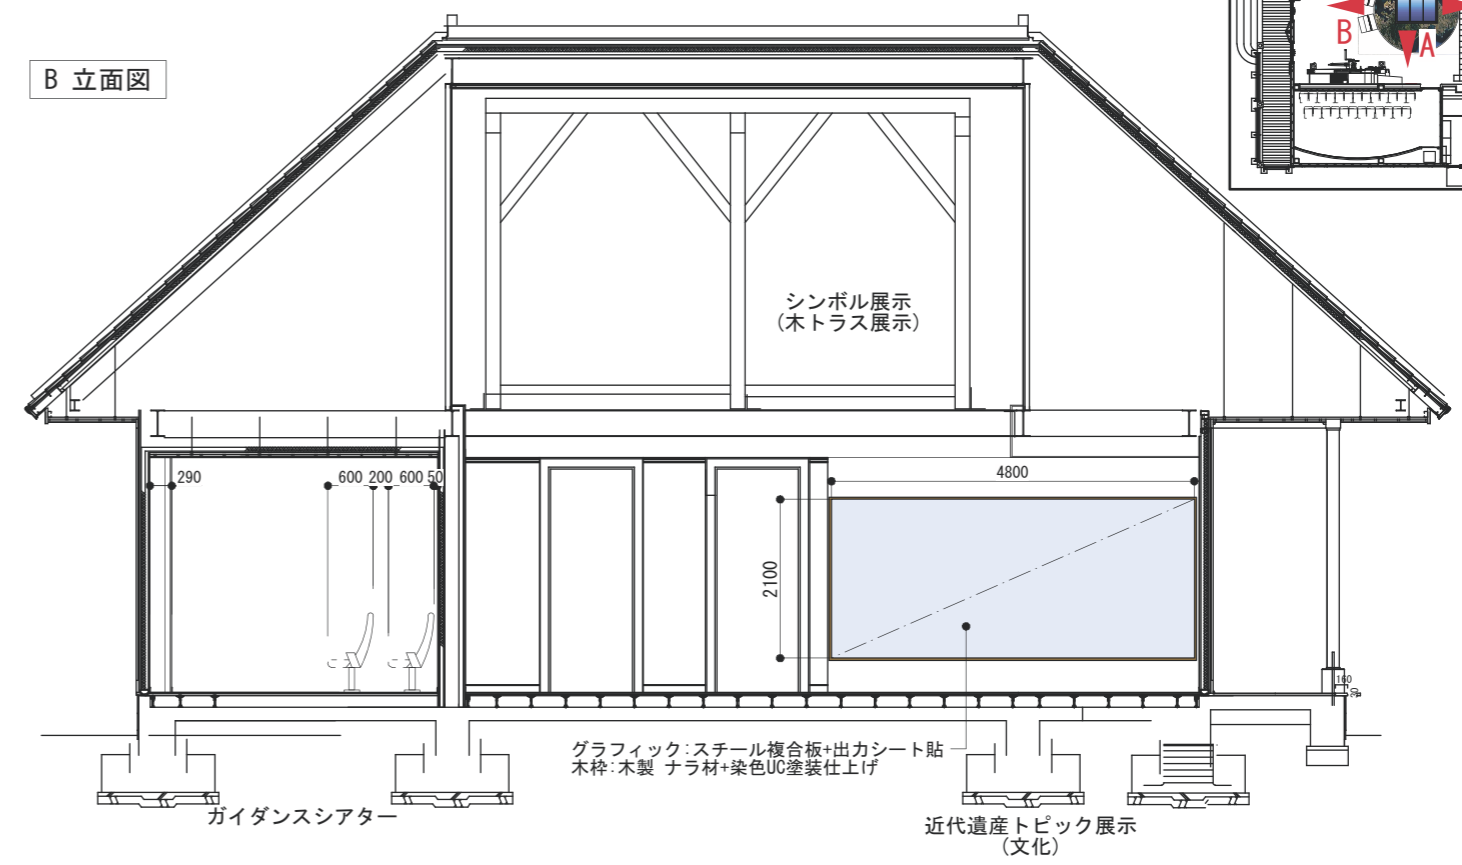 B 立面図
B
A
シンボル展示
(木トラス展示)
290
600 200 600 50
4800
2100
160
30
グラフィック:スチール複合板+出力シート貼
木枠:木製 ナラ材+染色UC塗装仕上げ
ガイダンスシアター
近代遺産トピック展示
(文化)